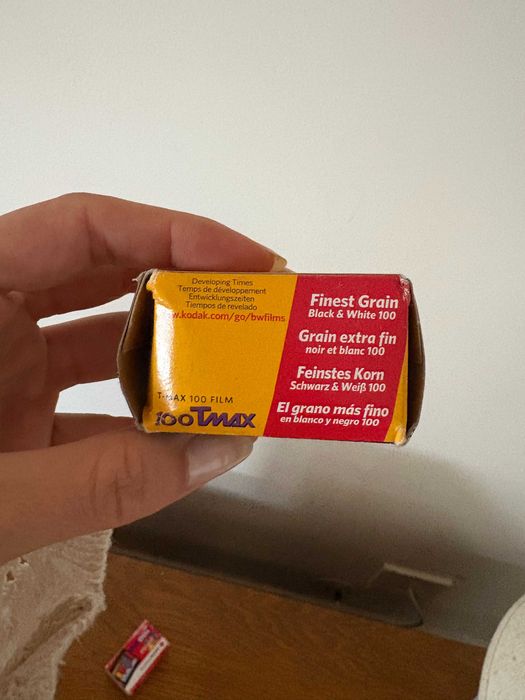 Developing Times
Temps de développement
Entwicklungszeiten
Tiempos de revelado
w.kodak.com/go/bwfilms
T-MAX 100 FILM
100 TMAX
Finest Grain
Black & White 100
Grain extra fin
noir et blanc 100
Feinstes Korn
Schwarz & Weiß 100
El grano más fino
en blanco y negro 100